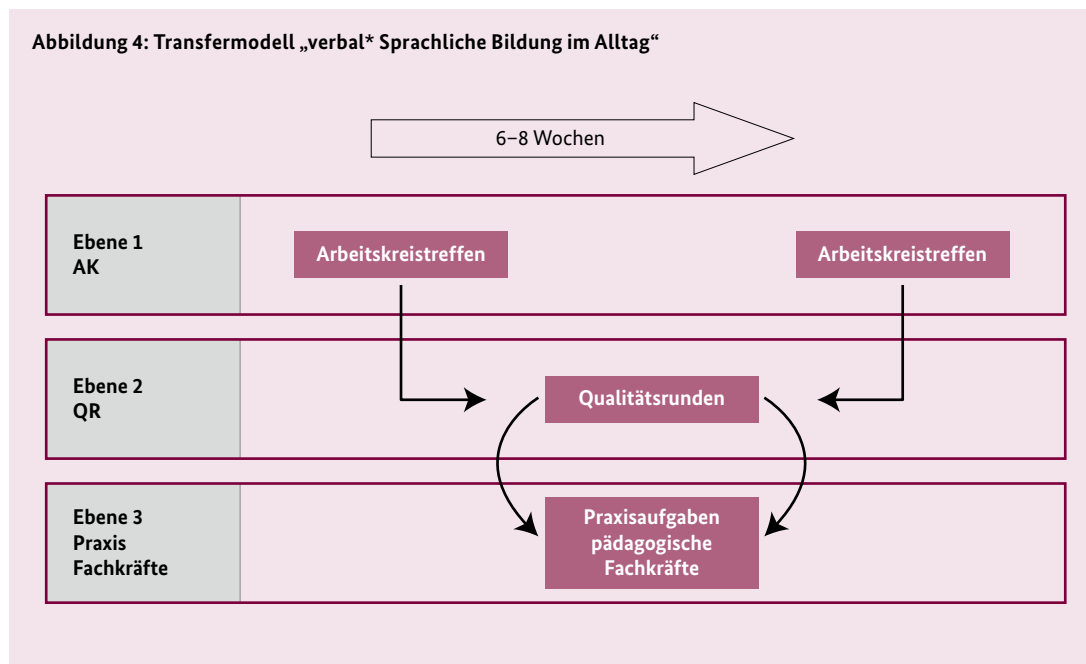 Abbildung 4: Transfermodell „verbal* Sprachliche Bildung im Alltag“
6–8 Wochen
Ebene 1
AK
Arbeitskreistreffen
Arbeitskreistreffen
Ebene 2
QR
Qualitätsrunden
Ebene 3
Praxis
Fachkräfte
Praxisaufgaben
pädagogische
Fachkräfte